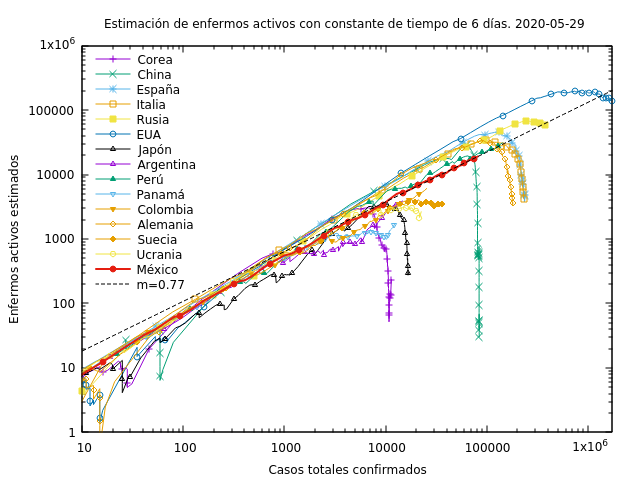 Estimación de enfermos activos con constante de tiempo de 6 días. 2020-05-29
Enfermos activos estimados
1x10⁶
100000
10000
1000
100
10
1
Corea
China
España
Italia
Rusia
EUA
Japón
Argentina
Perú
Panamá
Colombia
Alemania
Suecia
Ucrania
México
m=0.77
10 100 1000 10000 100000 1x10⁶
Casos totales confirmados